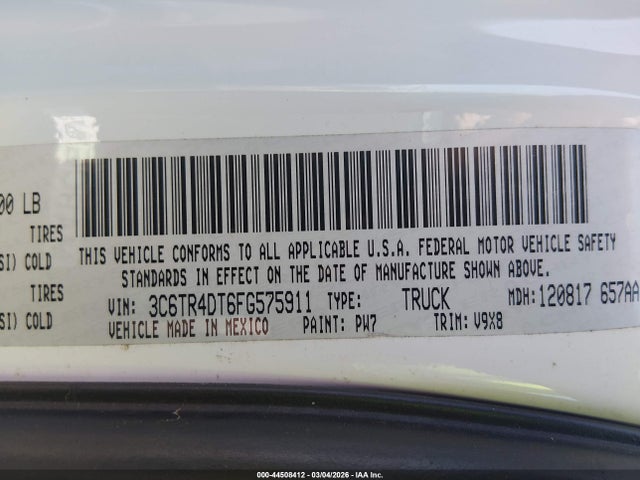 00 LB
TIRES
SI) COLD
TIRES
SI) COLD
THIS VEHICLE CONFORMS TO ALL APPLICABLE U.S.A. FEDERAL MOTOR VEHICLE SAFETY
STANDARDS IN EFFECT ON THE DATE OF MANUFACTURE SHOWN ABOVE.
VIN: 3C6TR4DT6FG575911 TYPE: TRUCK MDH:120817 657AA
VEHICLE MADE IN MEXICO PAINT: PW7 TRIM: V9X8
000-44508412 - 03/04/2026 - IAA Inc.